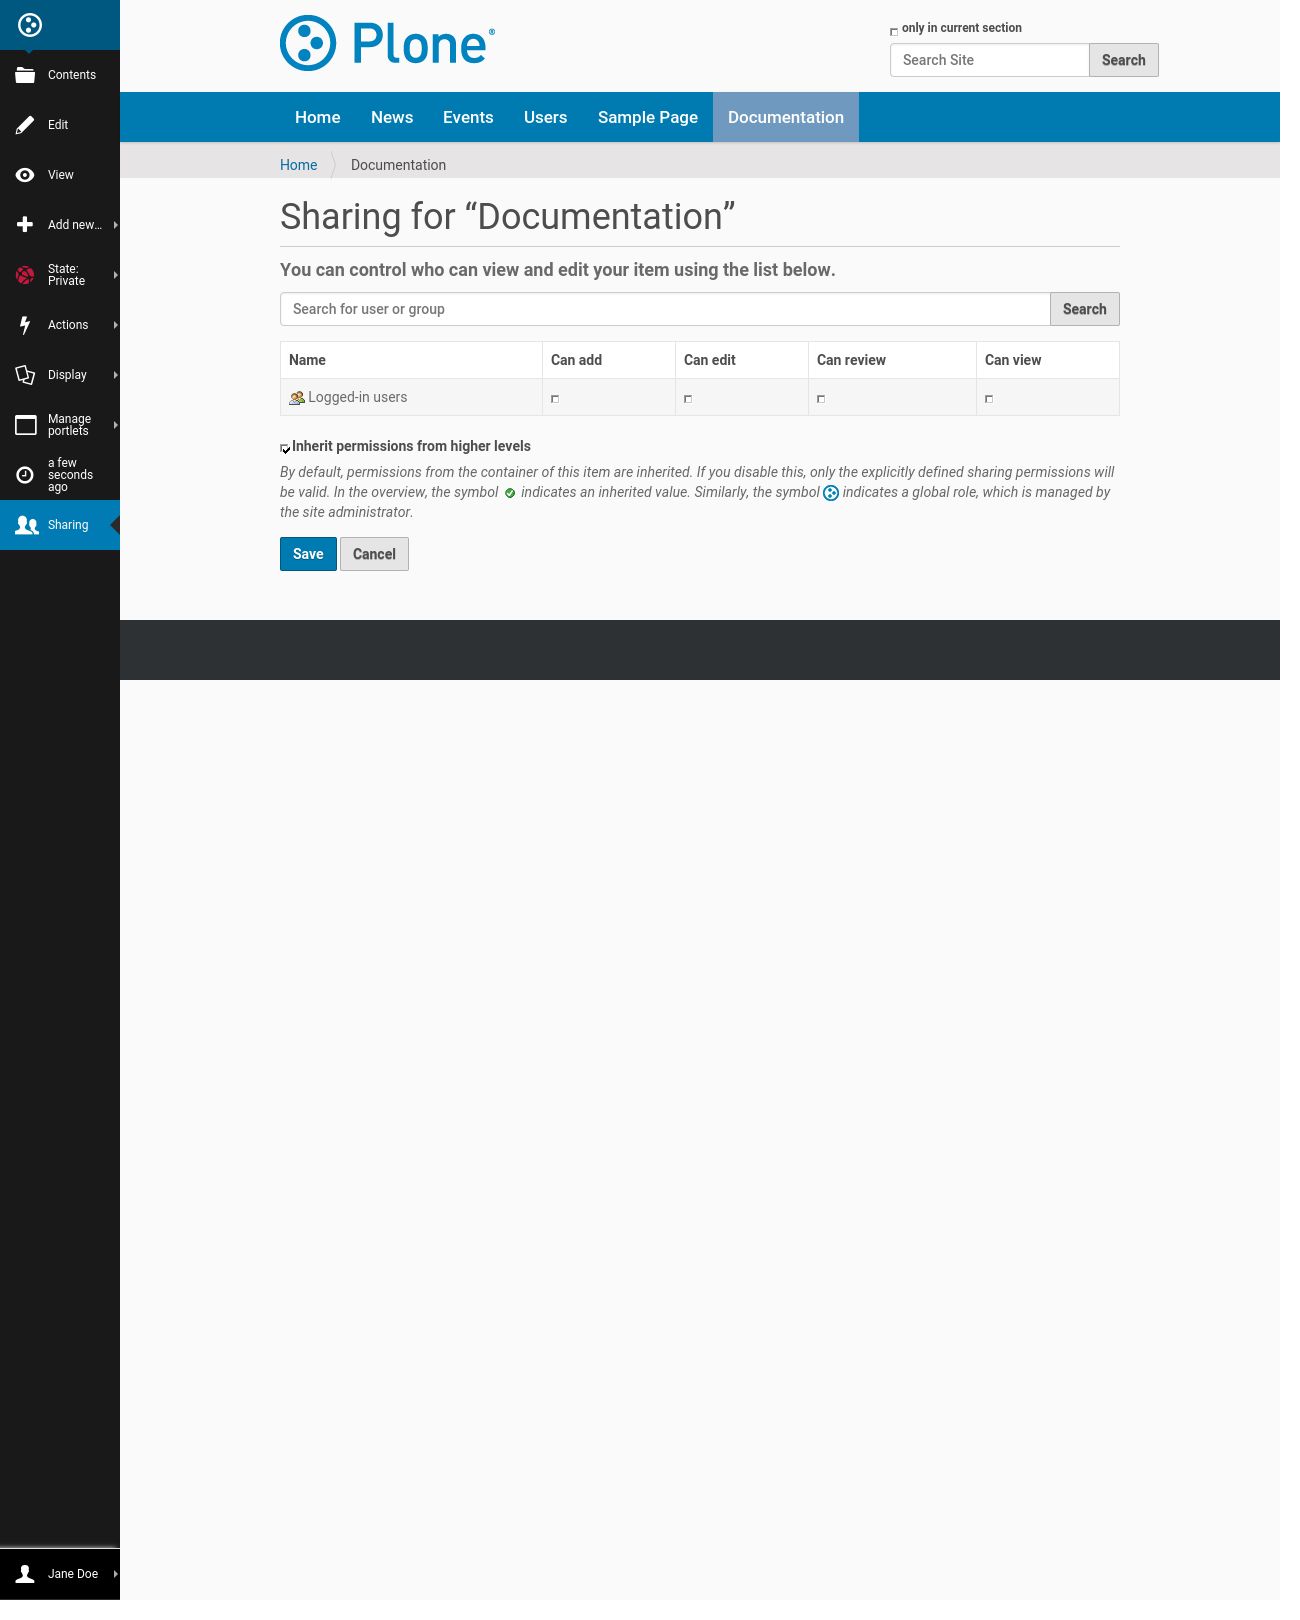 Plone®
only in current section
Search Site
Search
Home
News
Events
Users
Sample Page
Documentation
Home
Documentation
Contents
Edit
View
Add new...
State:
Private
Actions
Display
Manage
portlets
a few
seconds
ago
Sharing
Sharing for “Documentation”
You can control who can view and edit your item using the list below.
Search for user or group
Search
Name Can add Can edit Can review Can view
Logged-in users
Inherit permissions from higher levels
By default, permissions from the container of this item are inherited. If you disable this, only the explicitly defined sharing permissions will
be valid. In the overview, the symbol indicates an inherited value. Similarly, the symbol indicates a global role, which is managed by
the site administrator.
Save
Cancel
Jane Doe